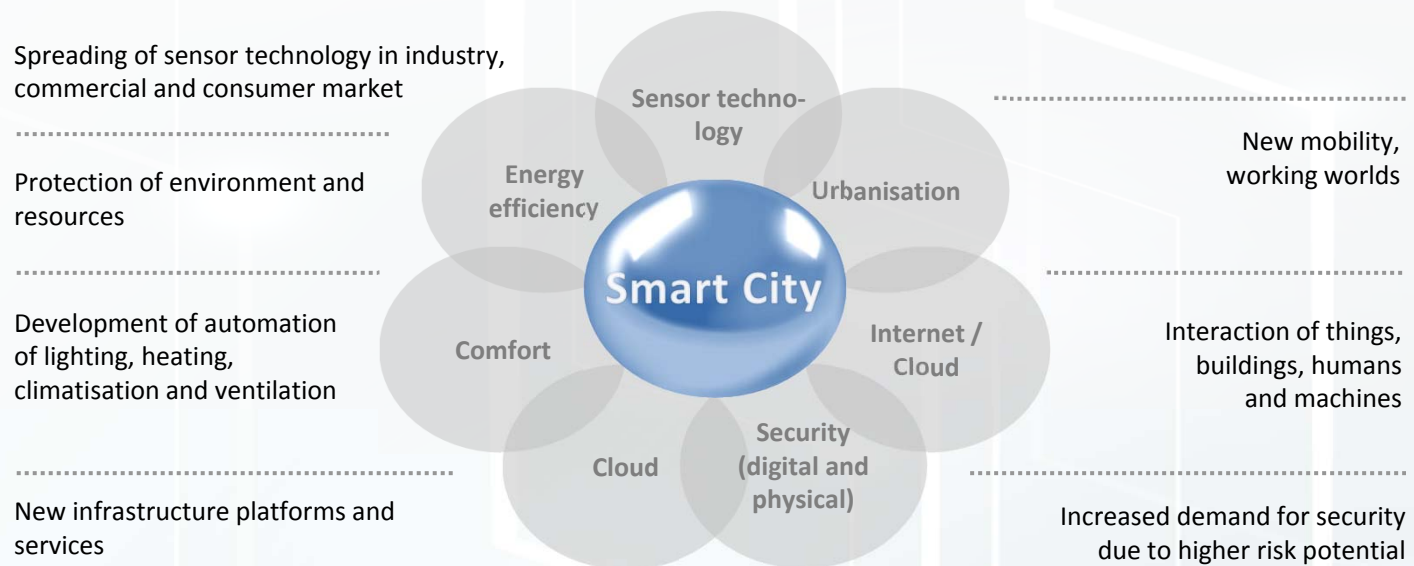 Spreading of sensor technology in industry,
commercial and consumer market
Protection of environment and
resources
Development of automation
of lighting, heating,
climatisation and ventilation
New infrastructure platforms and
services
Sensor techno-
logy
Energy
efficiency
Urbanisation
Smart City
Comfort
Internet /
Cloud
Cloud
Security
(digital and
physical)
New mobility,
working worlds
Interaction of things,
buildings, humans
and machines
Increased demand for security
due to higher risk potential